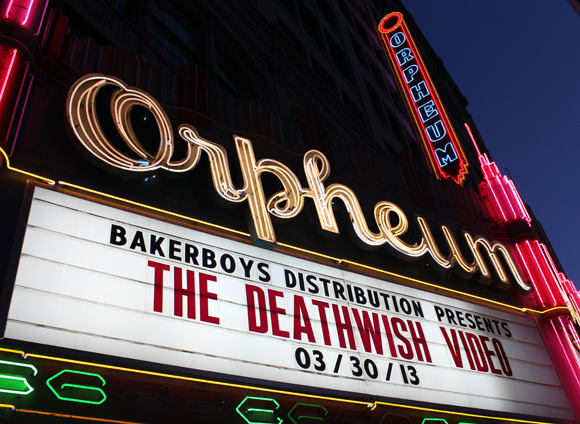 ORPHEUM
Orpheum
BAKERBOYS DISTRIBUTION PRESENTS
THE DEATHWISH VIDEO
03/30/13